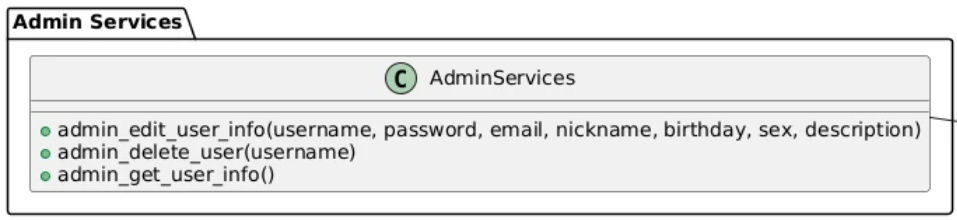 Admin Services
C AdminServices
admin_edit_user_info(username, password, email, nickname, birthday, sex, description)
admin_delete_user(username)
admin_get_user_info()